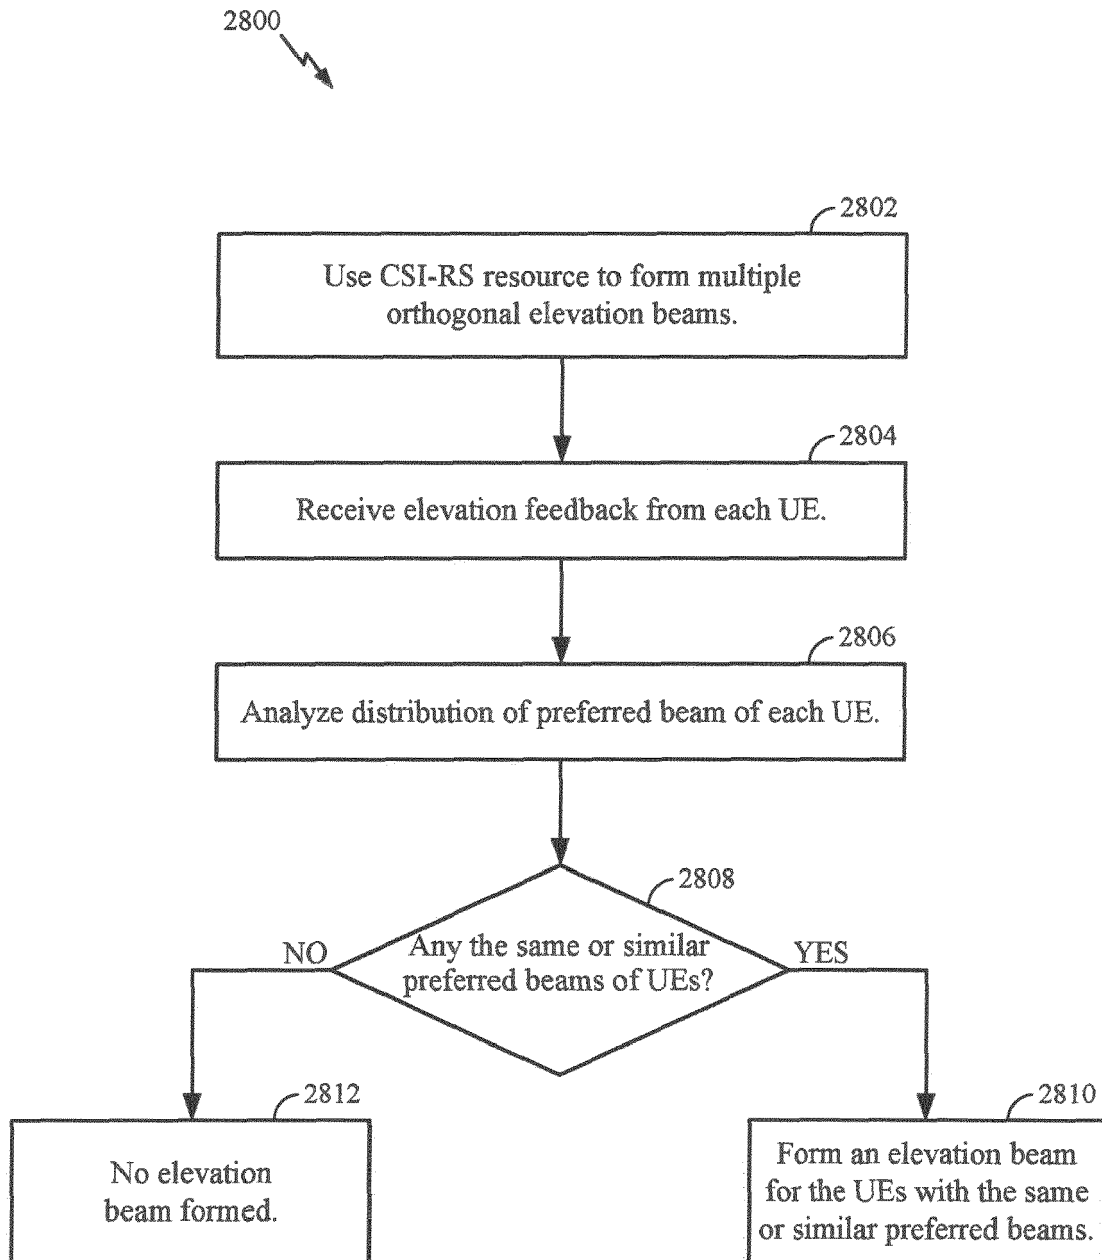 2800
2802
Use CSI-RS resource to form multiple
orthogonal elevation beams.
2804
Receive elevation feedback from each UE.
2806
Analyze distribution of preferred beam of each UE.
2808
NO
Any the same or similar
preferred beams of UEs?
YES
2812
No elevation
beam formed.
2810
Form an elevation beam
for the UEs with the same
or similar preferred beams.